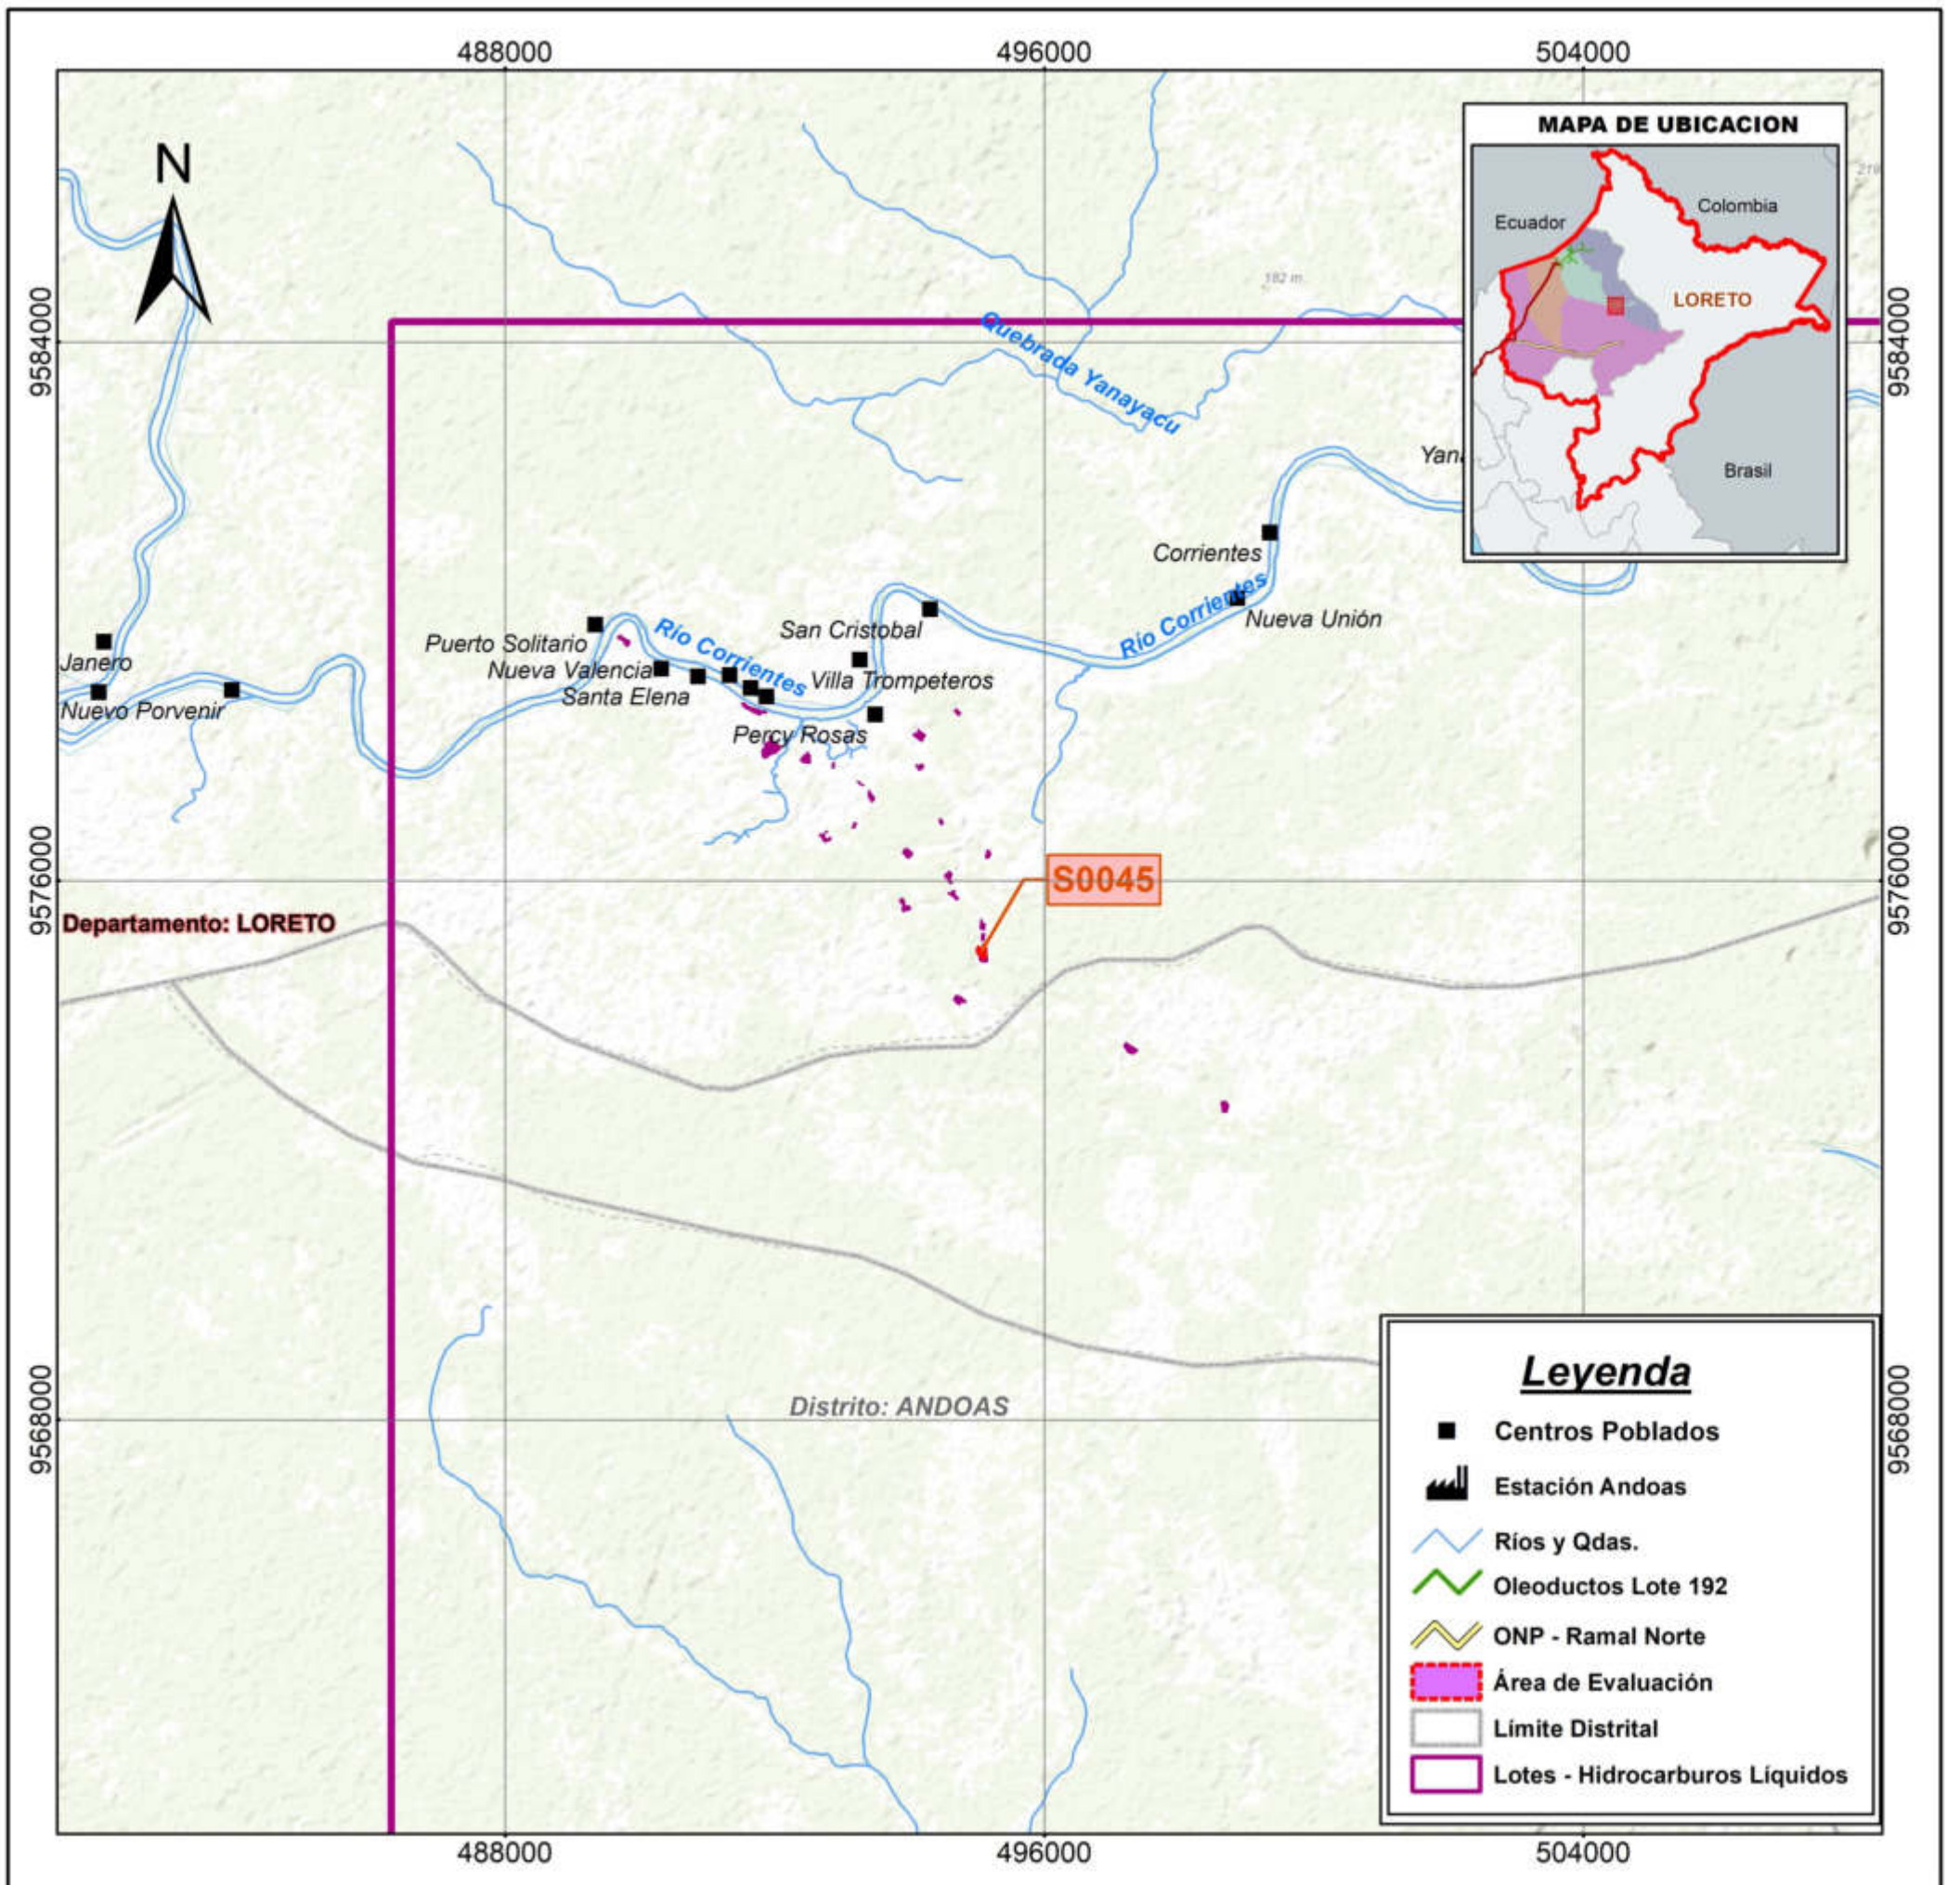 488000
496000
504000
N
MAPA DE UBICACION
Ecuador
Colombia
LORETO
Brasil
9584000
9584000
182 m.
Quebrada Yanayacu
Corrientes
Río Corrientes
Nueva Unión
San Cristobal
Puerto Solitario
Río Corrientes
Nueva Valencia
Villa Trompeteros
Santa Elena
Janero
Nuevo Porvenir
Percy Rosas
9576000
S0045
9576000
Departamento: LORETO
Distrito: ANDOAS
9568000
9568000
Leyenda
Centros Poblados
Estación Andoas
Ríos y Qdas.
Oleoductos Lote 192
ONP - Ramal Norte
Área de Evaluación
Límite Distrital
Lotes - Hidrocarburos Líquidos
488000
496000
504000